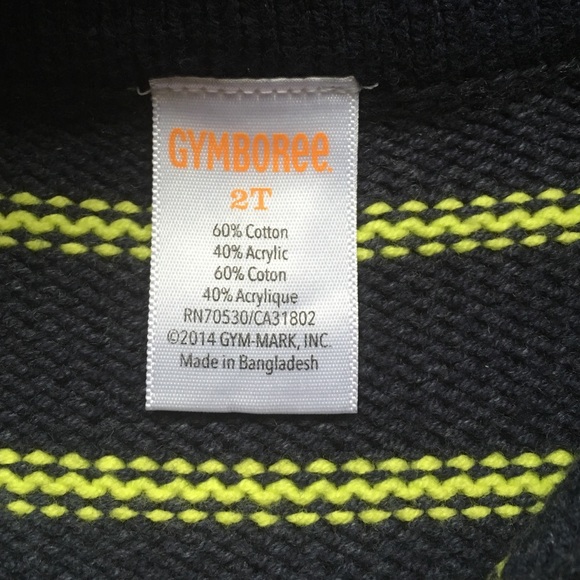 GYMBOREE.
2T
60% Cotton
40% Acrylic
60% Coton
40% Acrylique
RN70530/CA31802
©2014 GYM-MARK, INC.
Made in Bangladesh